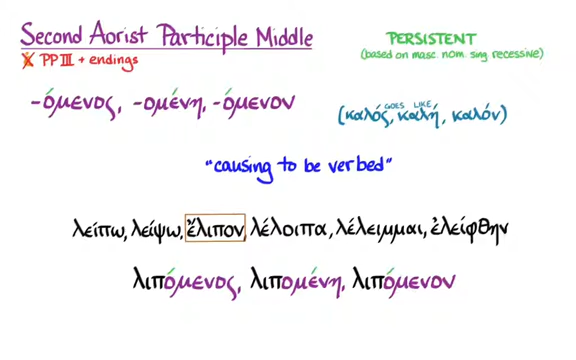 Second Aorist Participle Middle
ἐ PP III + endings
PERSISTENT
(based on masc. nom. sing. recessive)
-όμενος, -ομένη, -όμενον
GOES LIKE
(καλός, καλή, καλόν)
"causing to be verbed"
λείπω, λείψω, ἔλιπον, λέλοιπα, λέλειμμαι, ἐλείφθην
λιπόμενος, λιπομένη, λιπόμενον